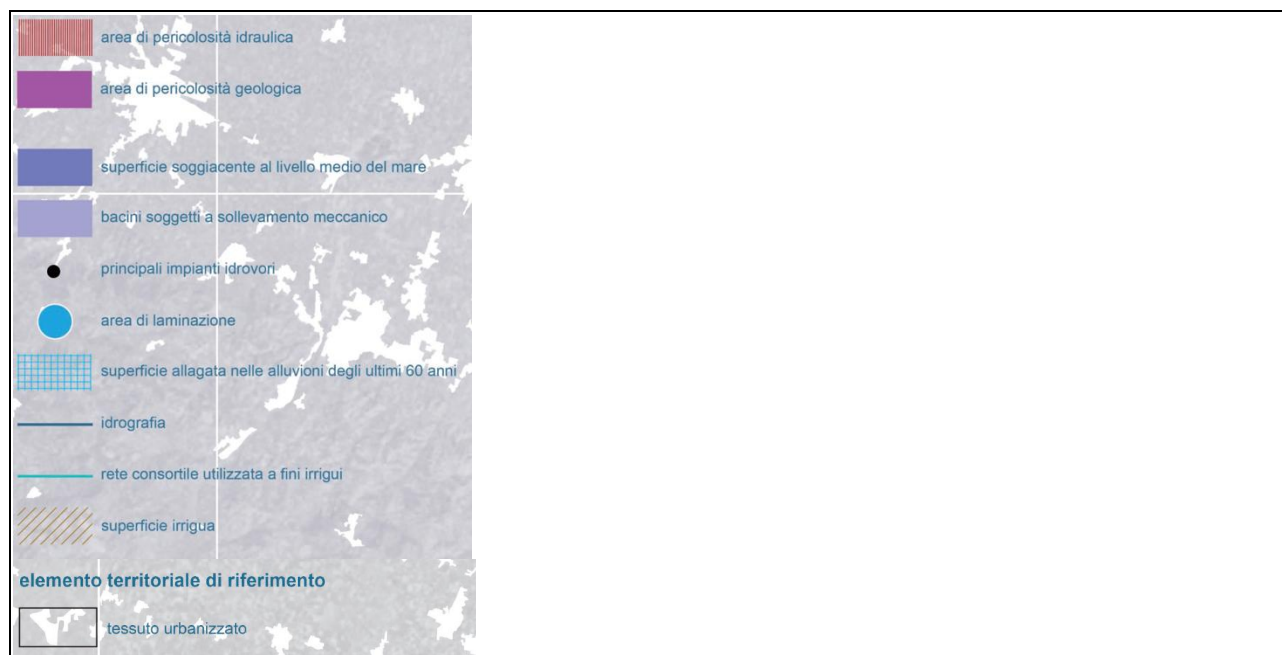 area di pericolosità idraulica
area di pericolosità geologica
superficie soggiacente al livello medio del mare
bacini soggetti a sollevamento meccanico
principali impianti idrovori
area di laminazione
superficie allagata nelle alluvioni degli ultimi 60 anni
idrografia
rete consortile utilizzata a fini irrigui
superficie irrigua
elemento territoriale di riferimento
tessuto urbanizzato